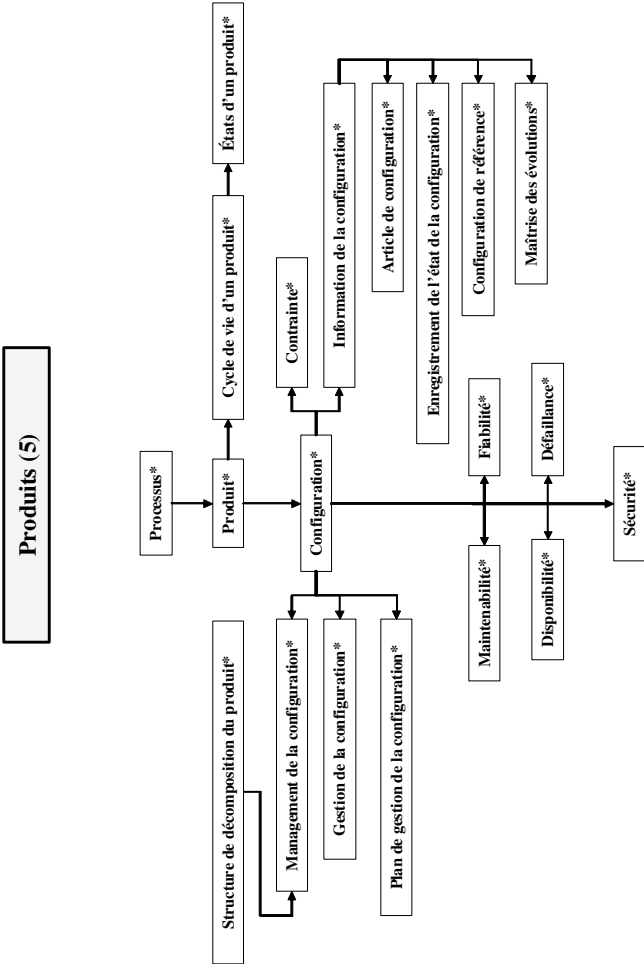 Produits (5)
Processus*
Produit*
Cycle de vie d'un produit*
États d'un produit*
Structure de décomposition du produit*
Configuration*
Contrainte*
Information de la configuration*
Management de la configuration*
Gestion de la configuration*
Plan de gestion de la configuration*
Article de configuration*
Enregistrement de l'état de la configuration*
Configuration de référence*
Maîtrise des évolutions*
Maintenabilité*
Fiabilité*
Disponibilité*
Défaillance*
Sécurité*